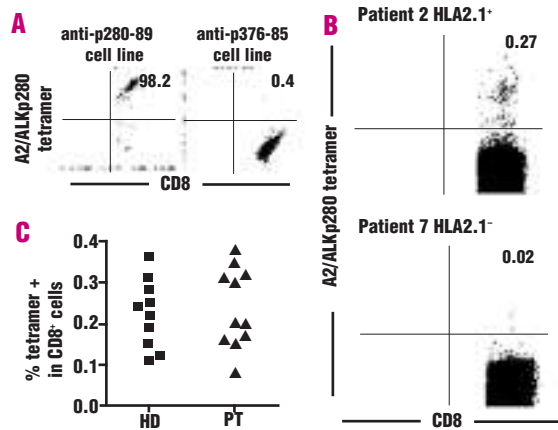 A
anti-p280-89
cell line
anti-p376-85
cell line
98.2
0.4
A2/ALKp280
tetramer
CD8
B
Patient 2 HLA2.1⁺
0.27
A2/ALKp280 tetramer
Patient 7 HLA2.1⁻
0.02
CD8
C
% tetramer +
in CD8⁺ cells
0.4
0.3
0.2
0.1
0.0
HD
PT